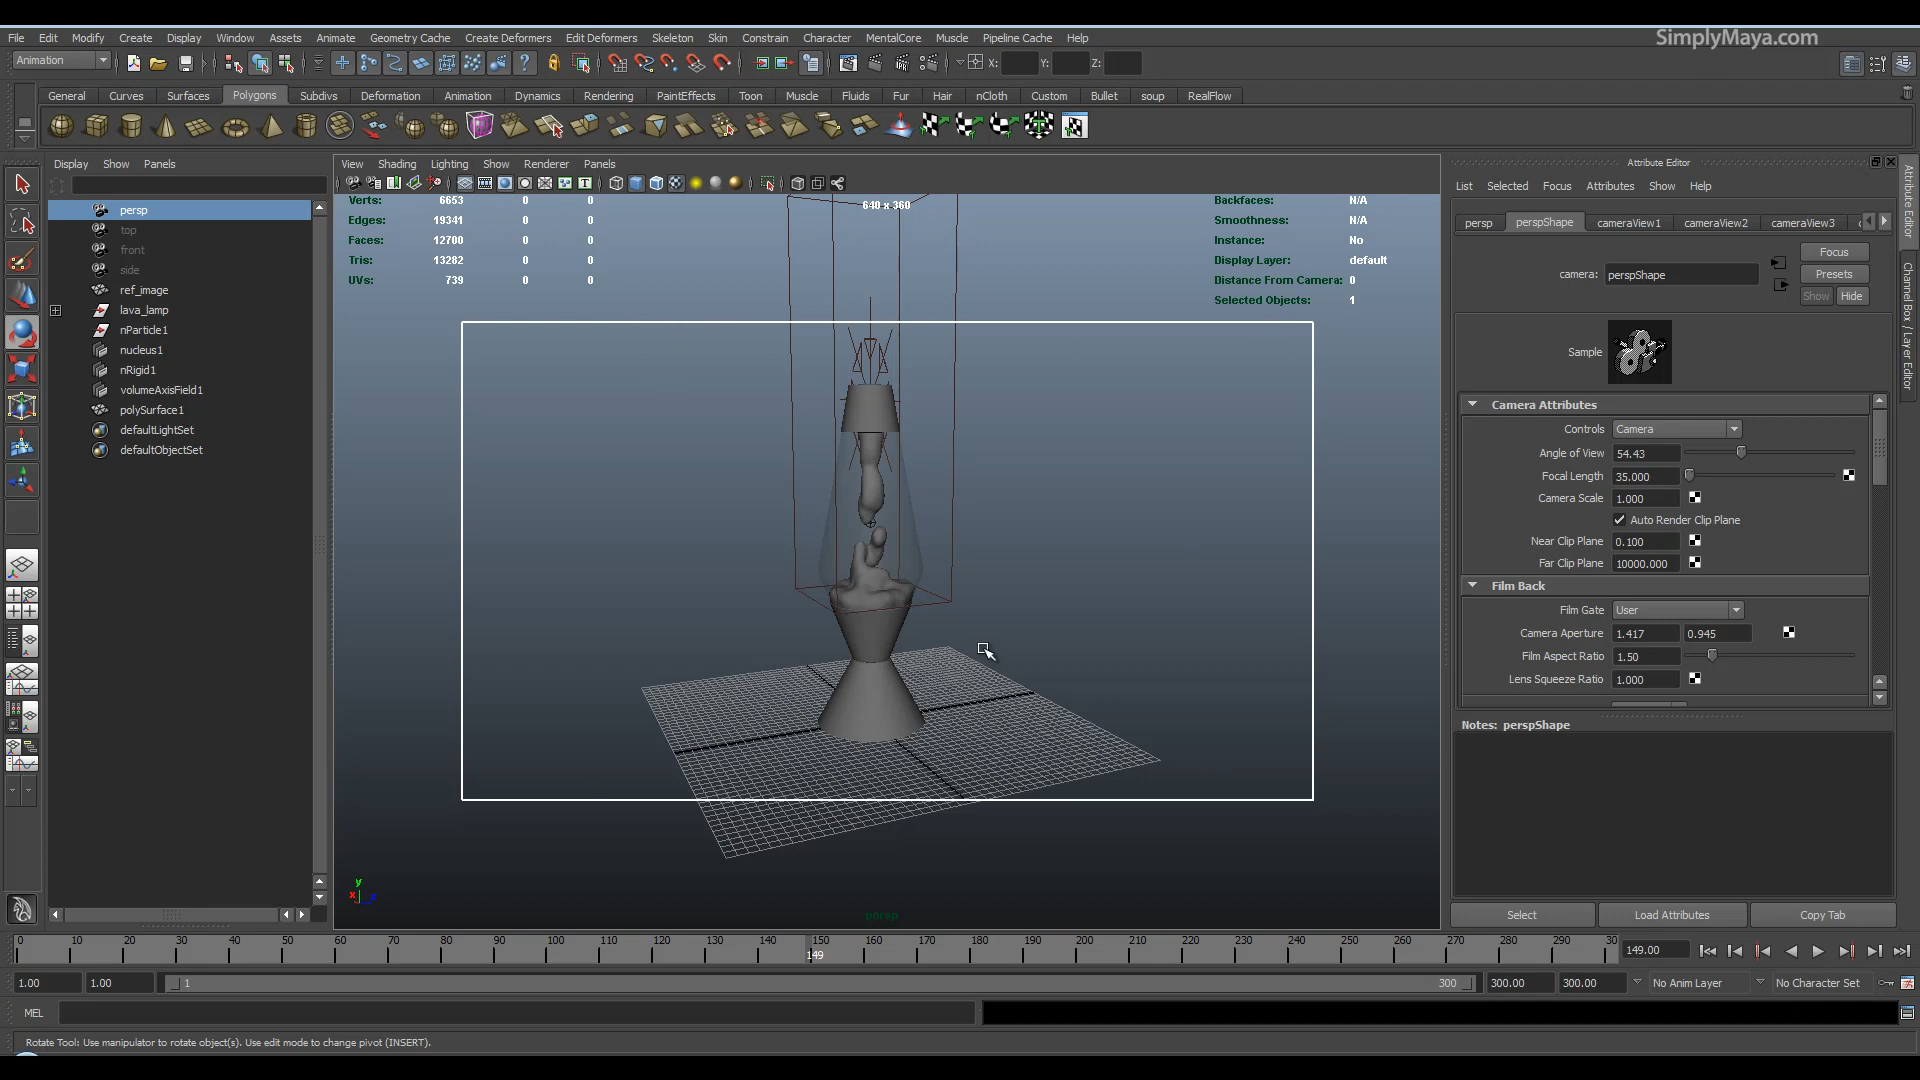 File Edit Modify Create Display Window Assets Animate Geometry Cache Create Deformers Edit Deformers Skeleton Skin Constrain Character MentalCore Muscle Pipeline Cache Help
SimplyMaya.com
Animation X: Y: Z:
General Curves Surfaces Polygons Subdivs Deformation Animation Dynamics Rendering PaintEffects Toon Muscle Fluids Fur Hair nCloth Custom Bullet soup RealFlow
Display Show Panels
persp
top
front
side
ref_image
lava_lamp
nParticle1
nucleus1
nRigid1
volumeAxisField1
polySurface1
defaultLightSet
defaultObjectSet
View Shading Lighting Show Renderer Panels
Verts: 6653 0 0
Edges: 19341 0 0
Faces: 12700 0 0
Tris: 13282 0 0
UVs: 739 0 0
640 x 360
Backfaces: N/A
Smoothness: N/A
Instance: No
Display Layer: default
Distance From Camera: 0
Selected Objects: 1
y
x z
persp
Attribute Editor
List Selected Focus Attributes Show Help
persp perspShape cameraView1 cameraView2 cameraView3
camera: perspShape
Focus
Presets
Show Hide
Sample
Camera Attributes
Controls Camera
Angle of View 54.43
Focal Length 35.000
Camera Scale 1.000
Auto Render Clip Plane
Near Clip Plane 0.100
Far Clip Plane 10000.000
Film Back
Film Gate User
Camera Aperture 1.417 0.945
Film Aspect Ratio 1.50
Lens Squeeze Ratio 1.000
Notes: perspShape
Select Load Attributes Copy Tab
Attribute Editor
Channel Box / Layer Editor
0 10 20 30 40 50 60 70 80 90 100 110 120 130 140 150 160 170 180 190 200 210 220 230 240 250 260 270 280 290 30
149
149.00
1.00 1.00 1 300 300.00 300.00 No Anim Layer No Character Set
MEL
Rotate Tool: Use manipulator to rotate object(s). Use edit mode to change pivot (INSERT).